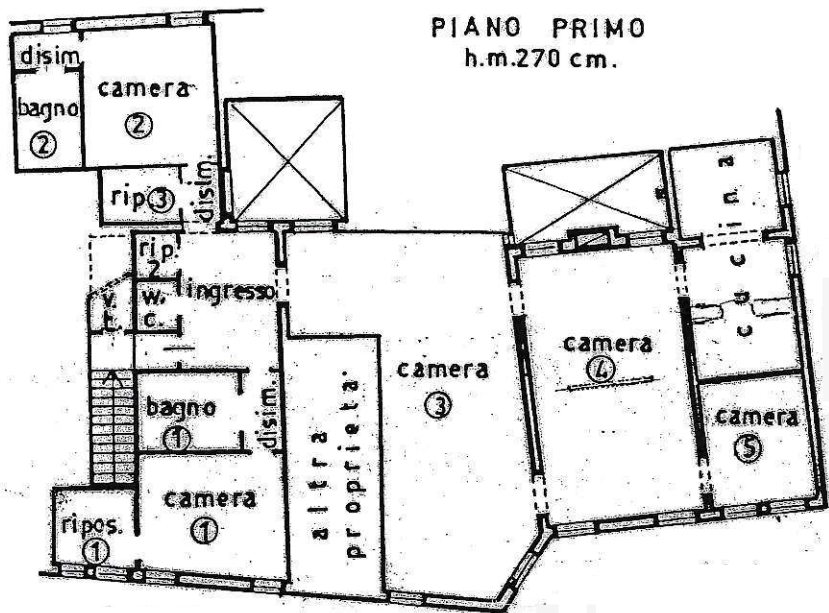 PIANO PRIMO
h.m.270 cm.
disim
bagno
2
camera
2
rip.3
disim.
rip.
2
ingresso
v.
t.
w.
c.
bagno
1
disim.
ripos.
1
camera
1
altra
proprieta'
camera
3
camera
4
cucina
camera
5